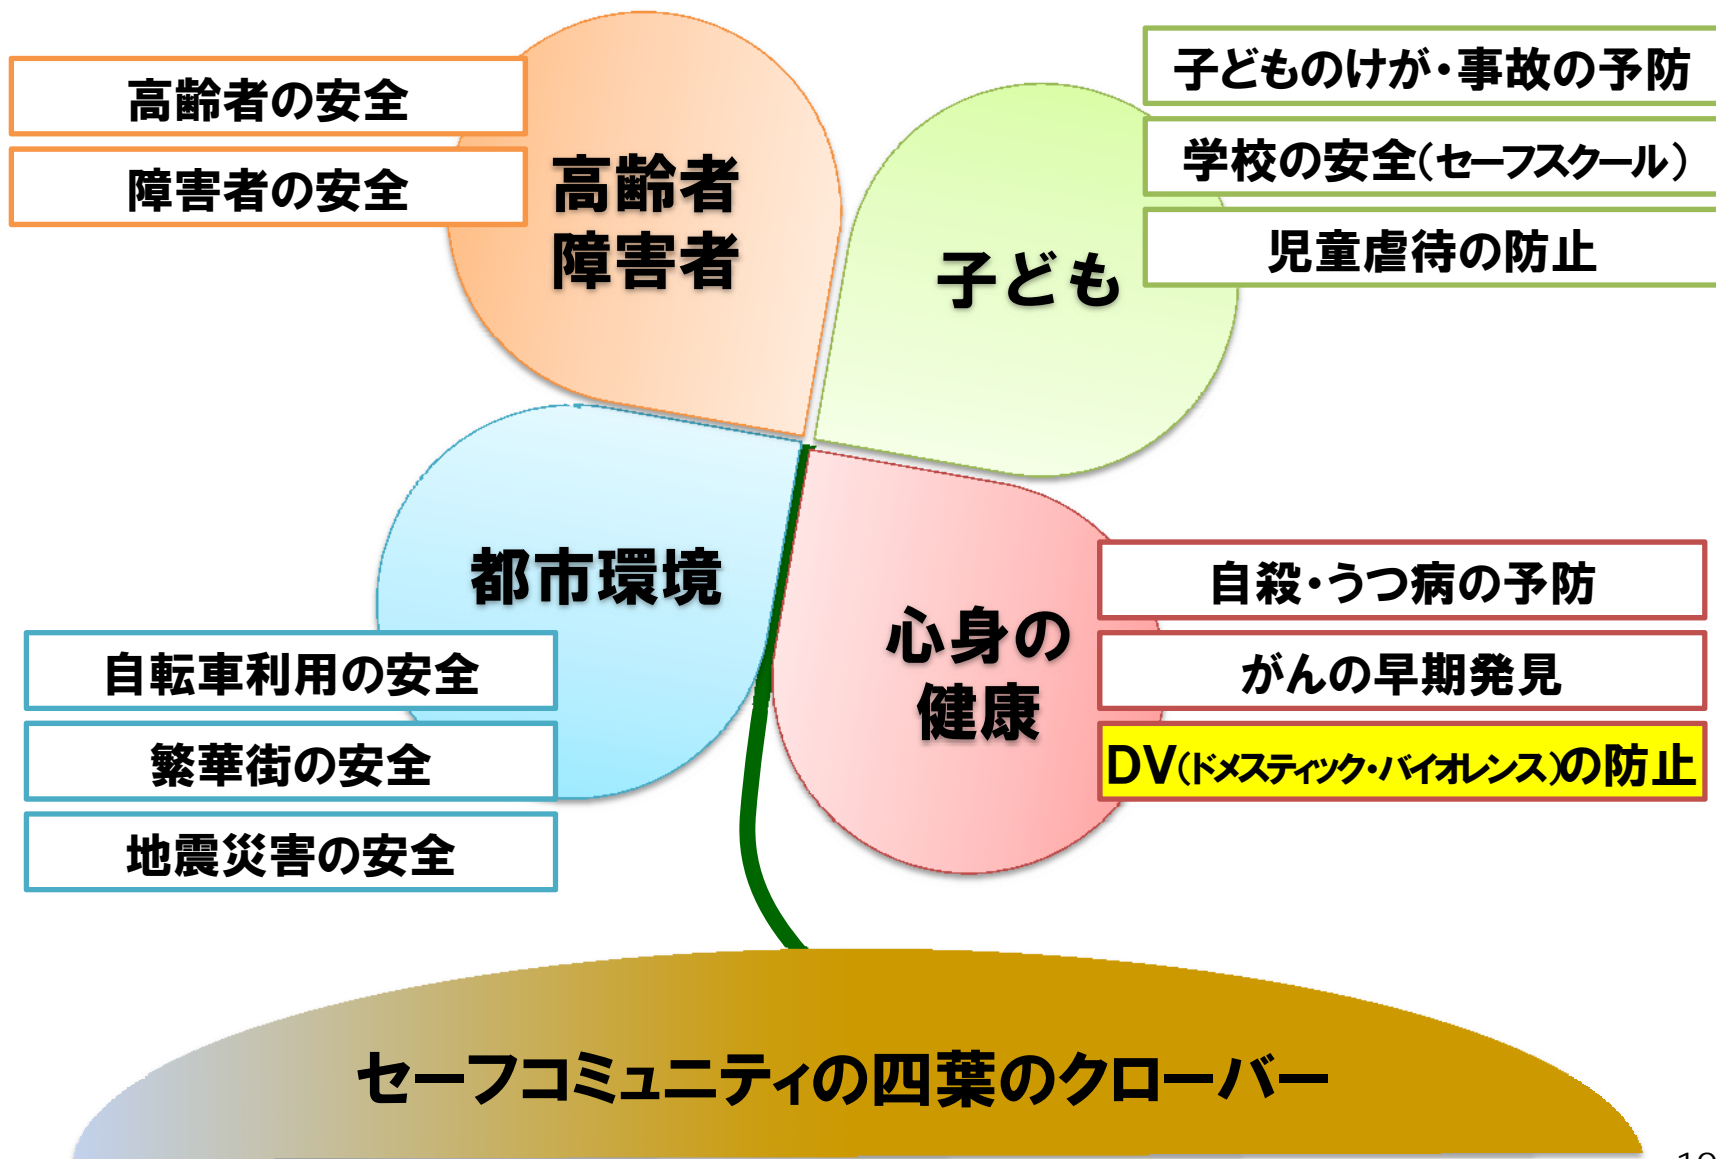 高齢者の安全
障害者の安全
高齢者
障害者
子どものけが・事故の予防
学校の安全(セーフスクール)
児童虐待の防止
子ども
都市環境
自転車利用の安全
繁華街の安全
地震災害の安全
心身の
健康
自殺・うつ病の予防
がんの早期発見
DV(ドメスティック・バイオレンス)の防止
セーフコミュニティの四葉のクローバー